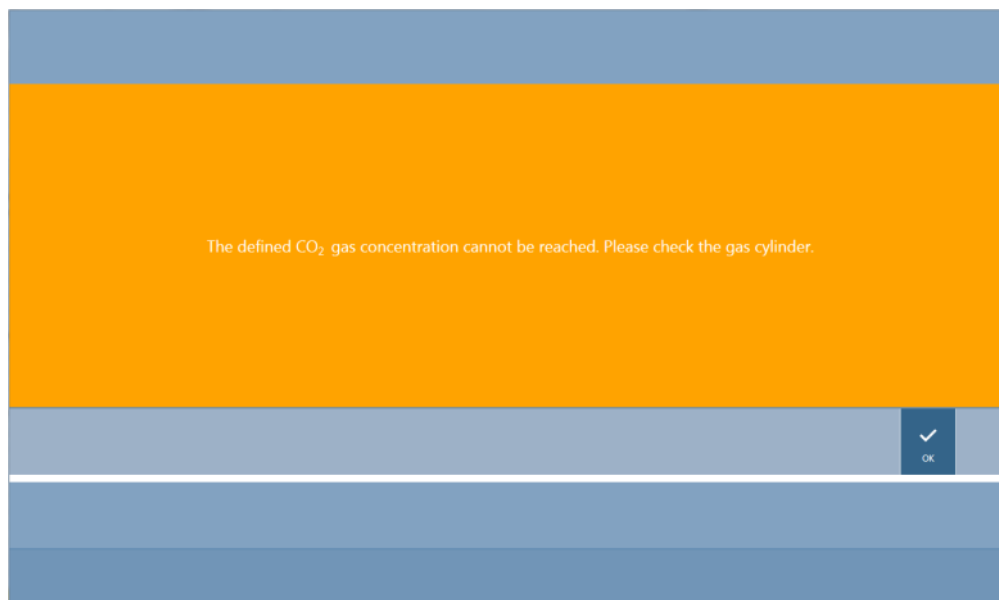 The defined CO₂ gas concentration cannot be reached. Please check the gas cylinder.
OK